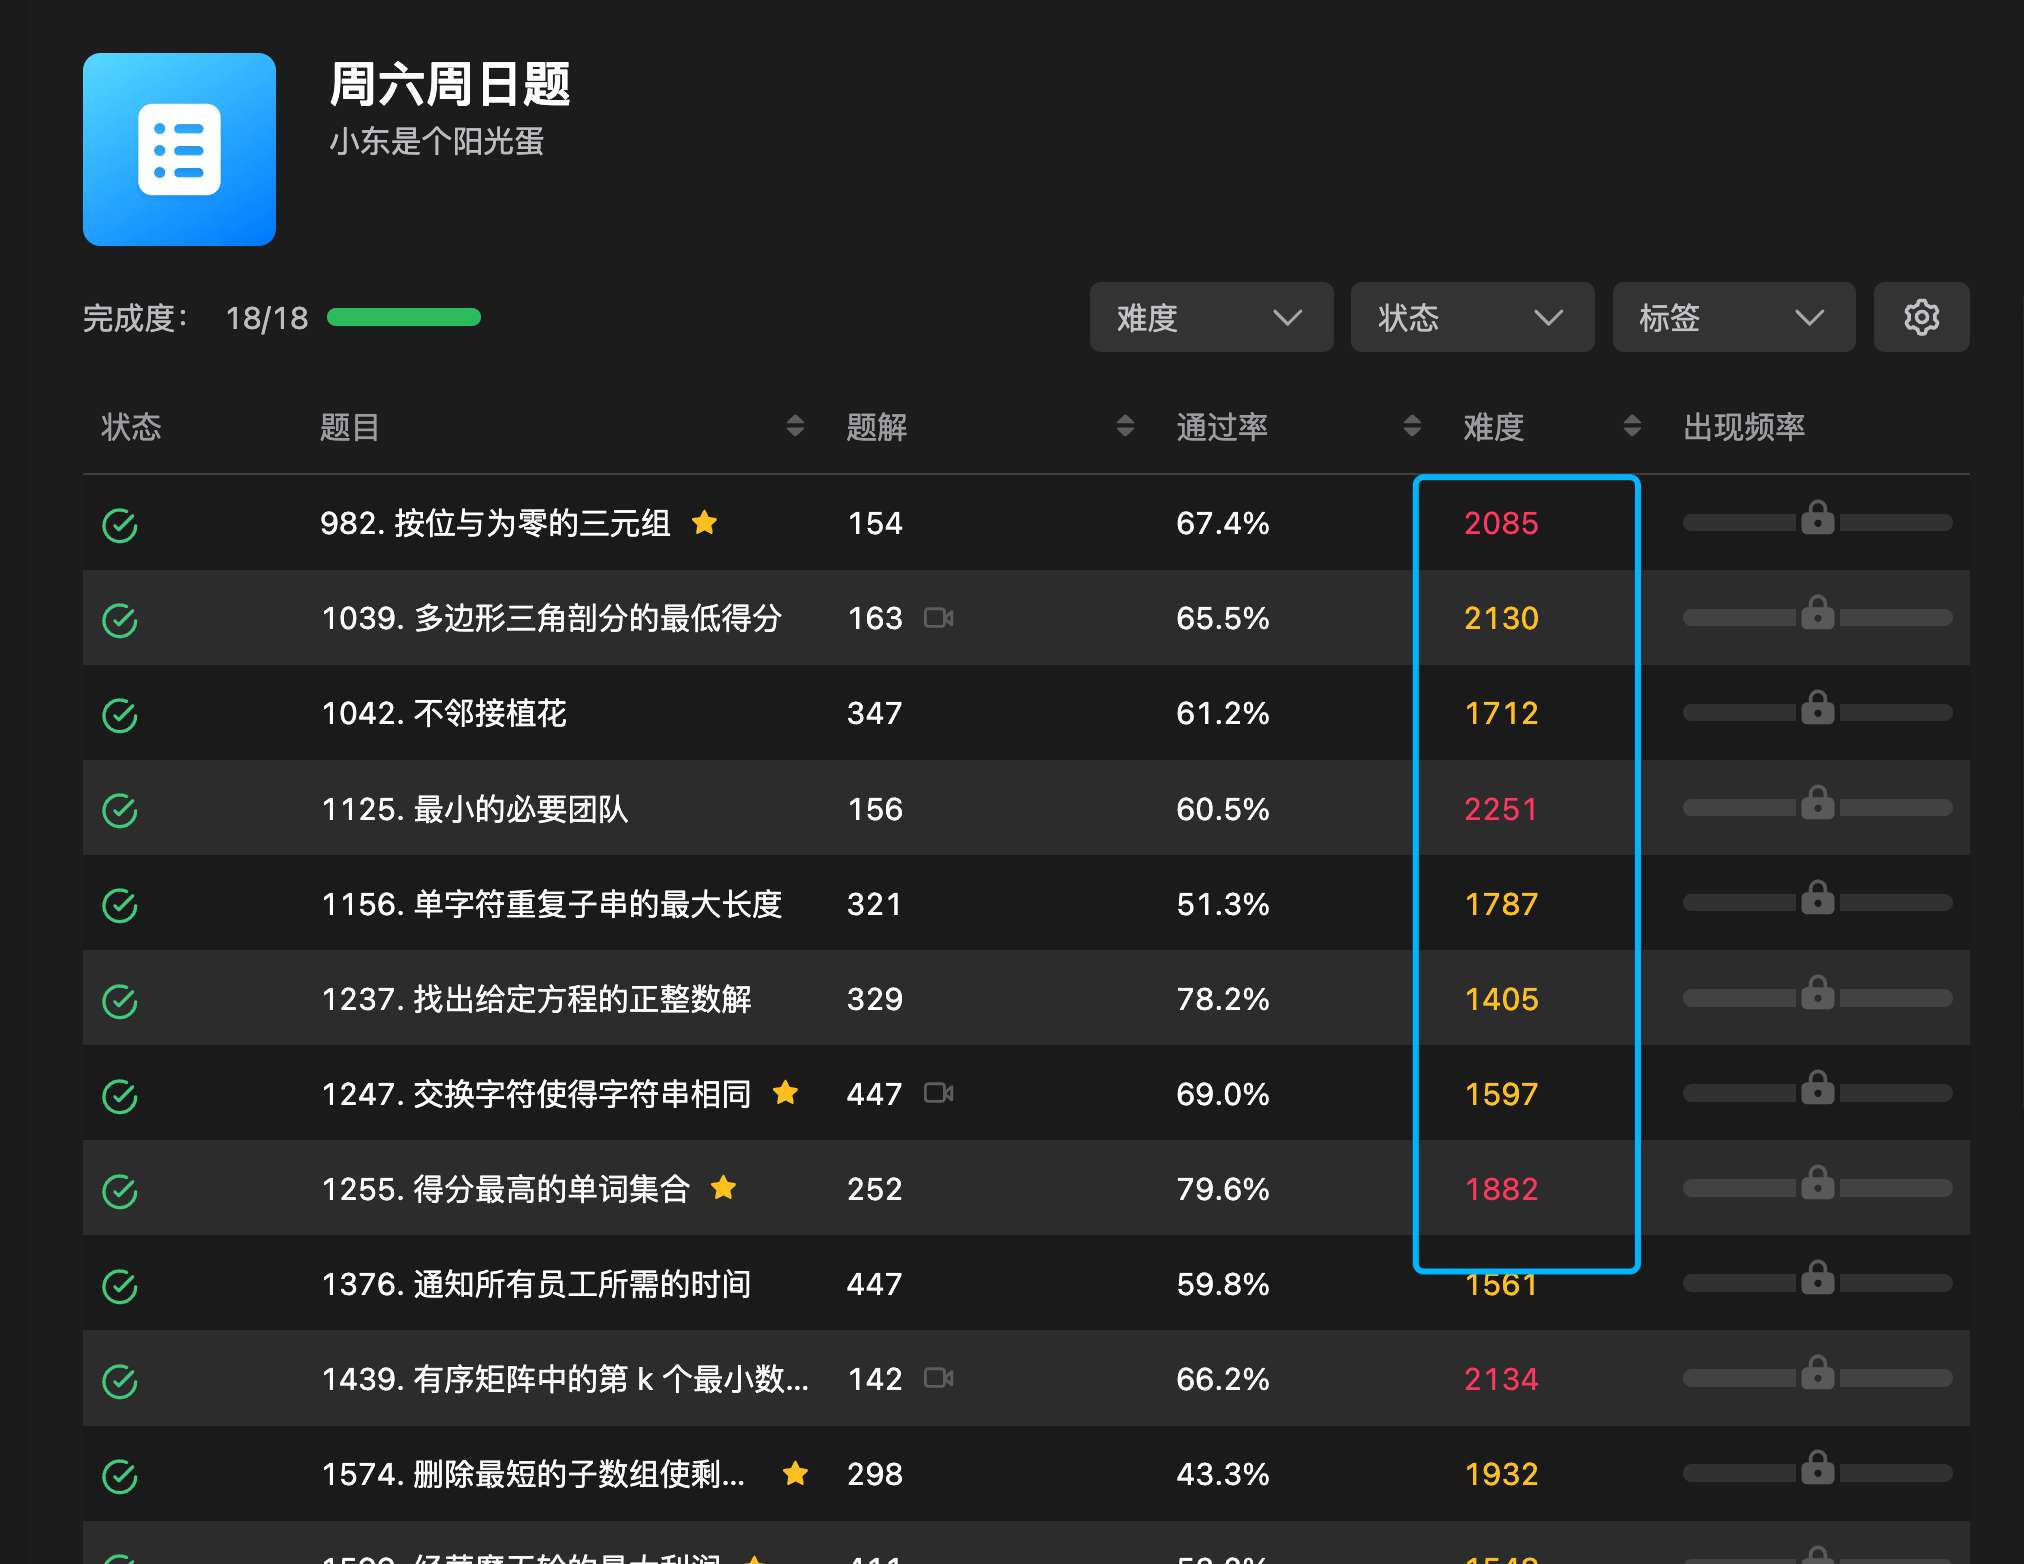 周六周日题
小东是个阳光蛋
完成度： 18/18 难度 状态 标签
状态 题目 题解 通过率 难度 出现频率
982. 按位与为零的三元组 154 67.4% 2085
1039. 多边形三角剖分的最低得分 163 65.5% 2130
1042. 不邻接植花 347 61.2% 1712
1125. 最小的必要团队 156 60.5% 2251
1156. 单字符重复子串的最大长度 321 51.3% 1787
1237. 找出给定方程的正整数解 329 78.2% 1405
1247. 交换字符使得字符串相同 447 69.0% 1597
1255. 得分最高的单词集合 252 79.6% 1882
1376. 通知所有员工所需的时间 447 59.8% 1561
1439. 有序矩阵中的第 k 个最小数... 142 66.2% 2134
1574. 删除最短的子数组使剩... 298 43.3% 1932